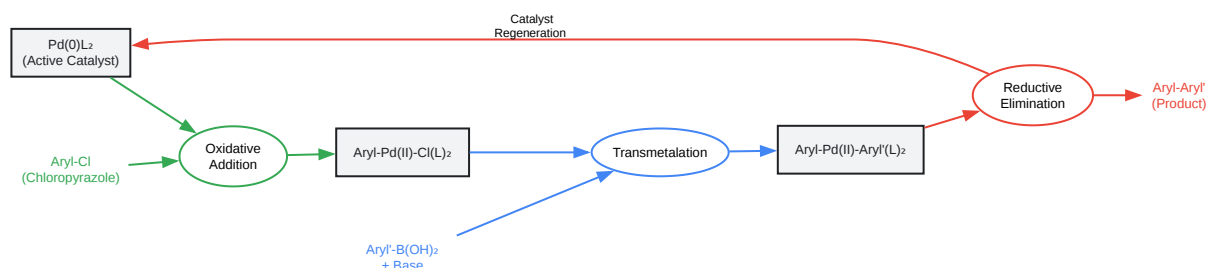 Catalyst
Regeneration
Pd(0)L₂
(Active Catalyst)
Reductive
Elimination
Aryl-Aryl'
(Product)
Oxidative
Addition
Aryl-Pd(II)-Cl(L)₂
Transmetalation
Aryl-Pd(II)-Aryl'(L)₂
Aryl-Cl
(Chloropyrazole)
Aryl'-B(OH)₂
+ Base